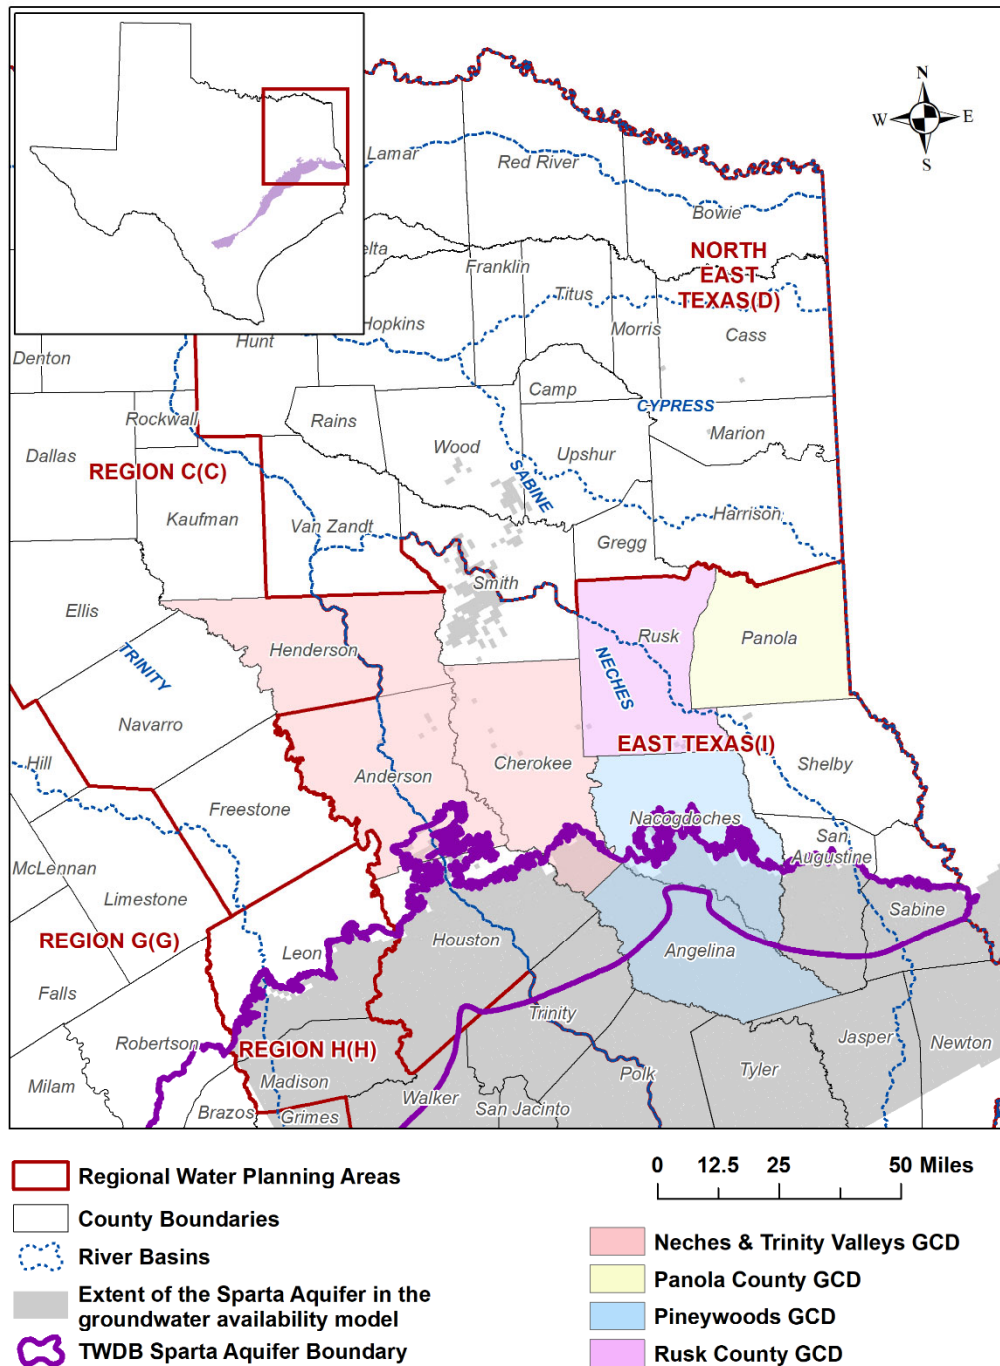 N
W E
S
Lamar
Red River
Bowie
NORTH
EAST
TEXAS(D)
elta
Franklin
Titus
Hopkins
Morris
Cass
Hunt
Denton
Camp
CYPRESS
Rockwall
Rains
Marion
Wood
Dallas
Upshur
REGION C(C)
SABINE
Kaufman
Van Zandt
Harrison
Gregg
Smith
Ellis
Henderson
Rusk
Panola
TRINITY
NECHES
Navarro
EAST TEXAS(I)
Hill
Anderson
Cherokee
Shelby
Freestone
Nacogdoches
San
Augustine
McLennan
Limestone
Sabine
REGION G(G)
Leon
Houston
Angelina
Falls
Trinity
Robertson
REGION H(H)
Jasper
Newton
Milam
Madison
Polk
Tyler
Brazos
Grimes
Walker
San Jacinto
Regional Water Planning Areas
County Boundaries
River Basins
Extent of the Sparta Aquifer in the
groundwater availability model
TWDB Sparta Aquifer Boundary
0 12.5 25 50 Miles
Neches & Trinity Valleys GCD
Panola County GCD
Pineywoods GCD
Rusk County GCD